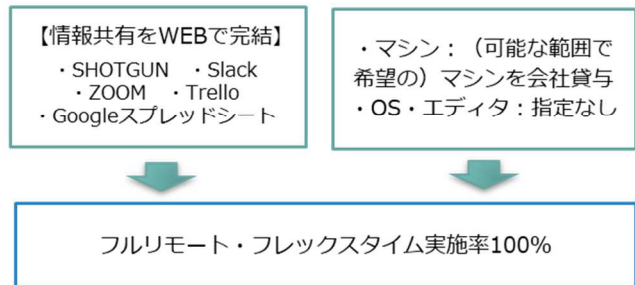 【情報共有をWEBで完結】
・SHOTGUN ・Slack
・ZOOM ・Trello
・Googleスプレッドシート
・マシン：（可能な範囲で
希望の）マシンを会社貸与
・OS・エディタ：指定なし
フルリモート・フレックスタイム実施率100%